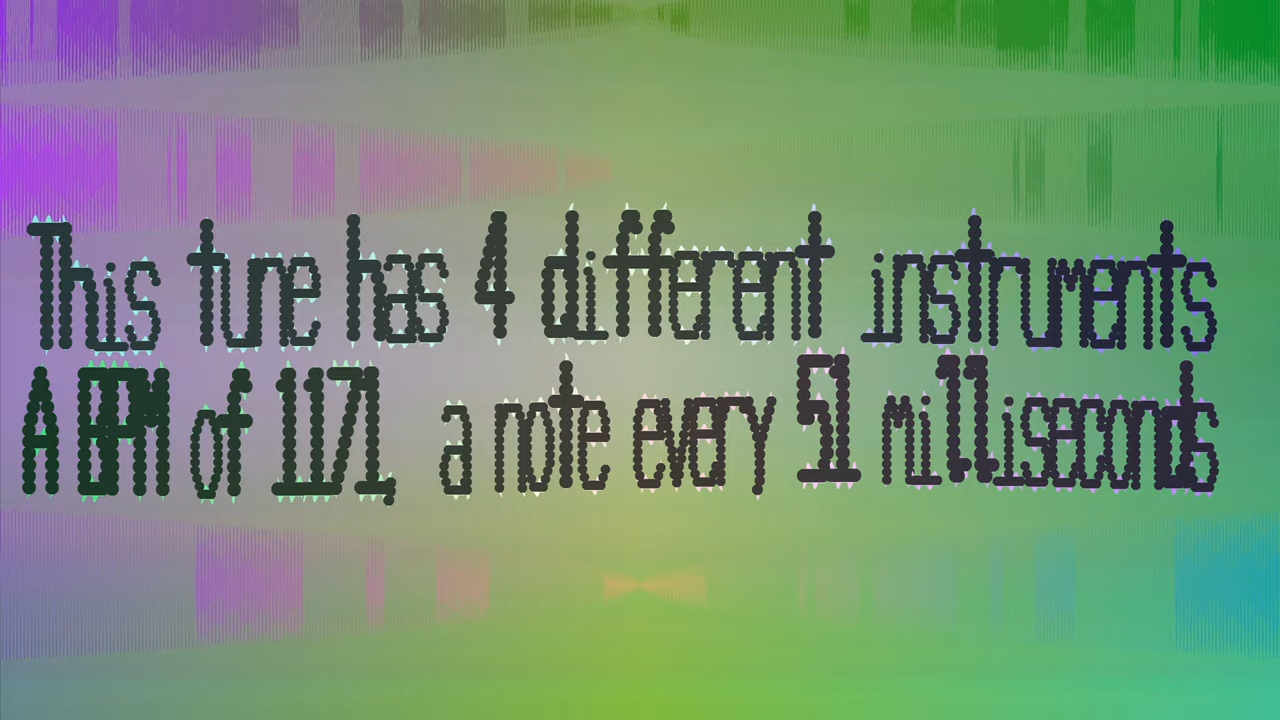 This tune has 4 different instruments
A BPM of 1171, a note every 51 milliseconds